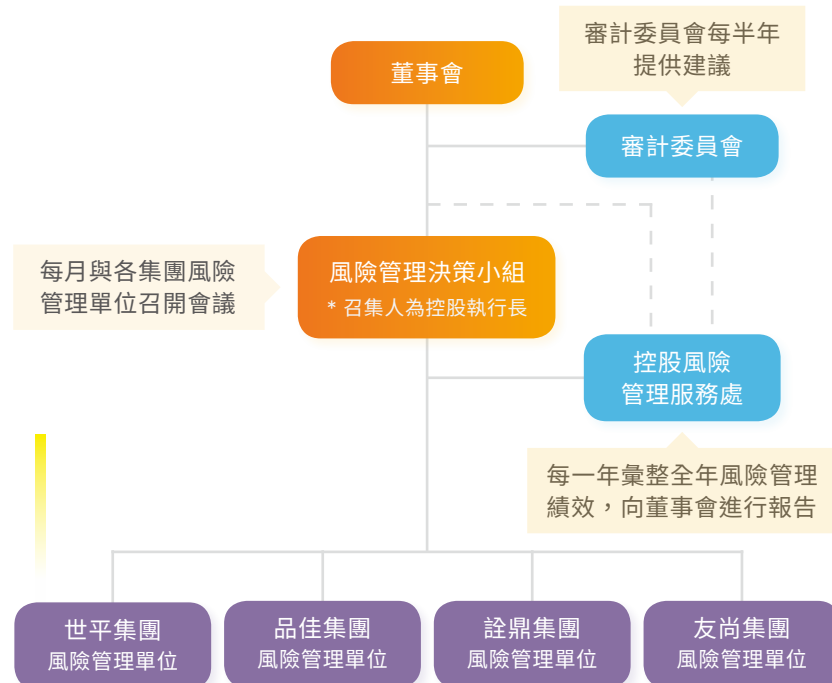 審計委員會每半年
提供建議
董事會
審計委員會
每月與各集團風險
管理單位召開會議
風險管理決策小組
* 召集人為控股執行長
控股風險
管理服務處
每一年彙整全年風險管理
績效，向董事會進行報告
世平集團
風險管理單位
品佳集團
風險管理單位
詮鼎集團
風險管理單位
友尚集團
風險管理單位